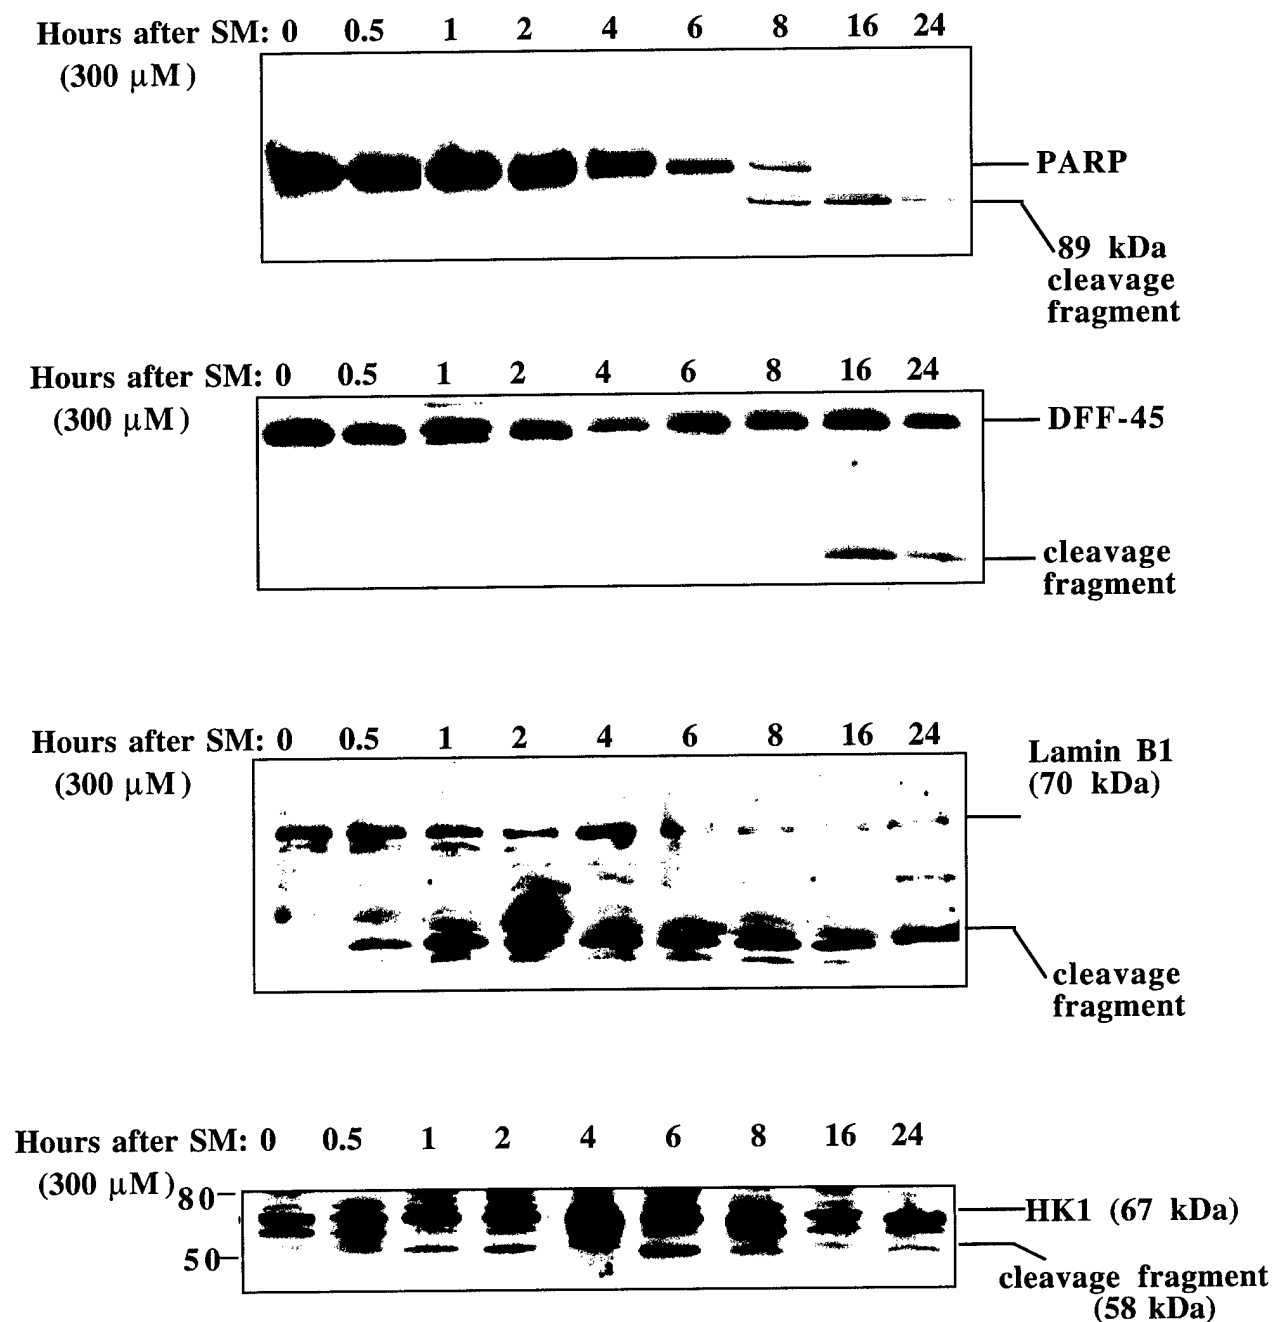 Hours after SM: 0 0.5 1 2 4 6 8 16 24
(300 μM)
PARP
89 kDa
cleavage
fragment
Hours after SM: 0 0.5 1 2 4 6 8 16 24
(300 μM)
DFF-45
cleavage
fragment
Hours after SM: 0 0.5 1 2 4 6 8 16 24
(300 μM)
Lamin B1
(70 kDa)
cleavage
fragment
Hours after SM: 0 0.5 1 2 4 6 8 16 24
(300 μM)
80
HK1 (67 kDa)
50
cleavage fragment
(58 kDa)